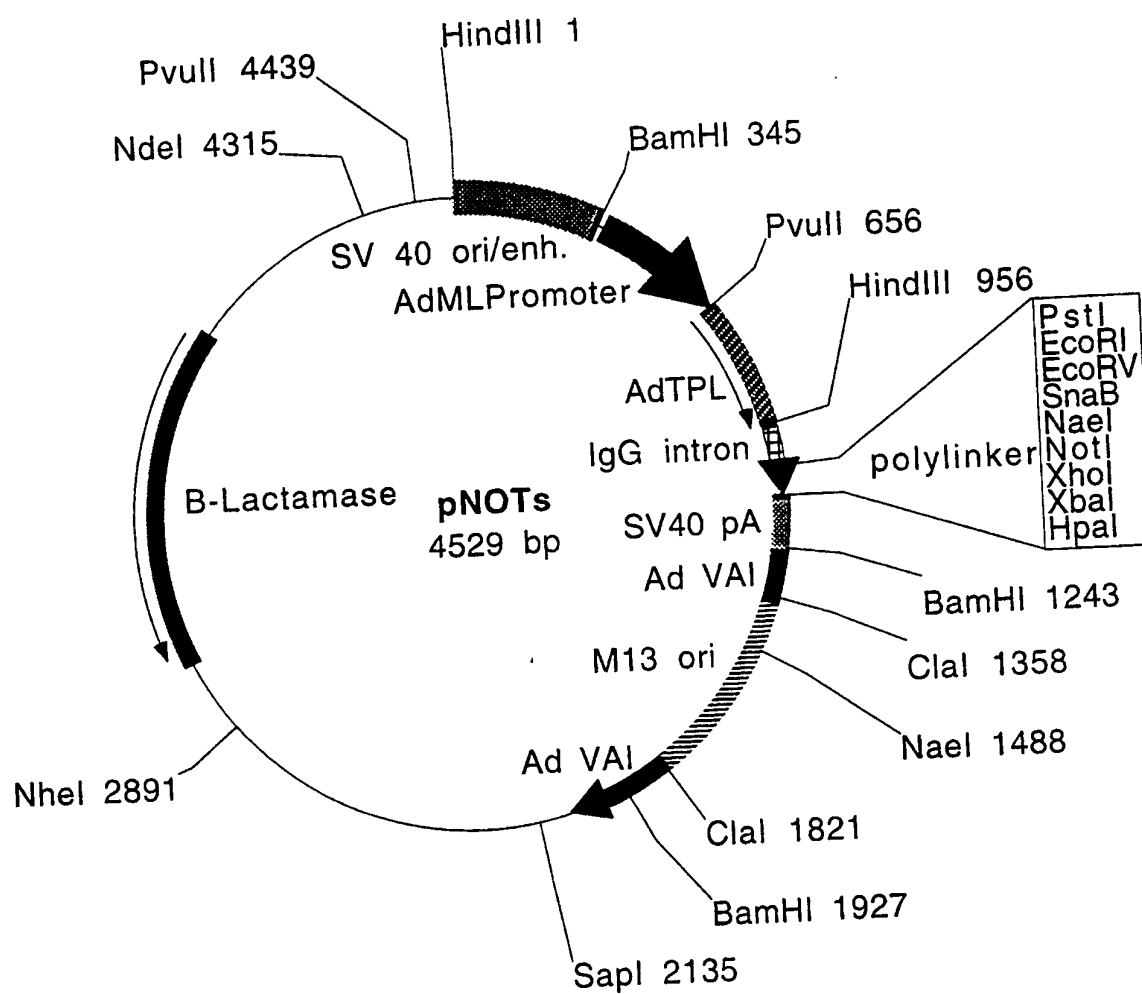 HindIII 1
PvuII 4439
NdeI 4315
BamHI 345
PvuII 656
SV 40 ori/enh.
AdMLPromoter
HindIII 956
PstI
EcoRI
EcoRV
SnaB
NaeI
NotI
XhoI
XbaI
HpaI
AdTPL
IgG intron
polylinker
B-Lactamase
pNOTs
4529 bp
SV40 pA
Ad VAI
BamHI 1243
M13 ori
ClaI 1358
NaeI 1488
Ad VAI
NheI 2891
ClaI 1821
BamHI 1927
SapI 2135